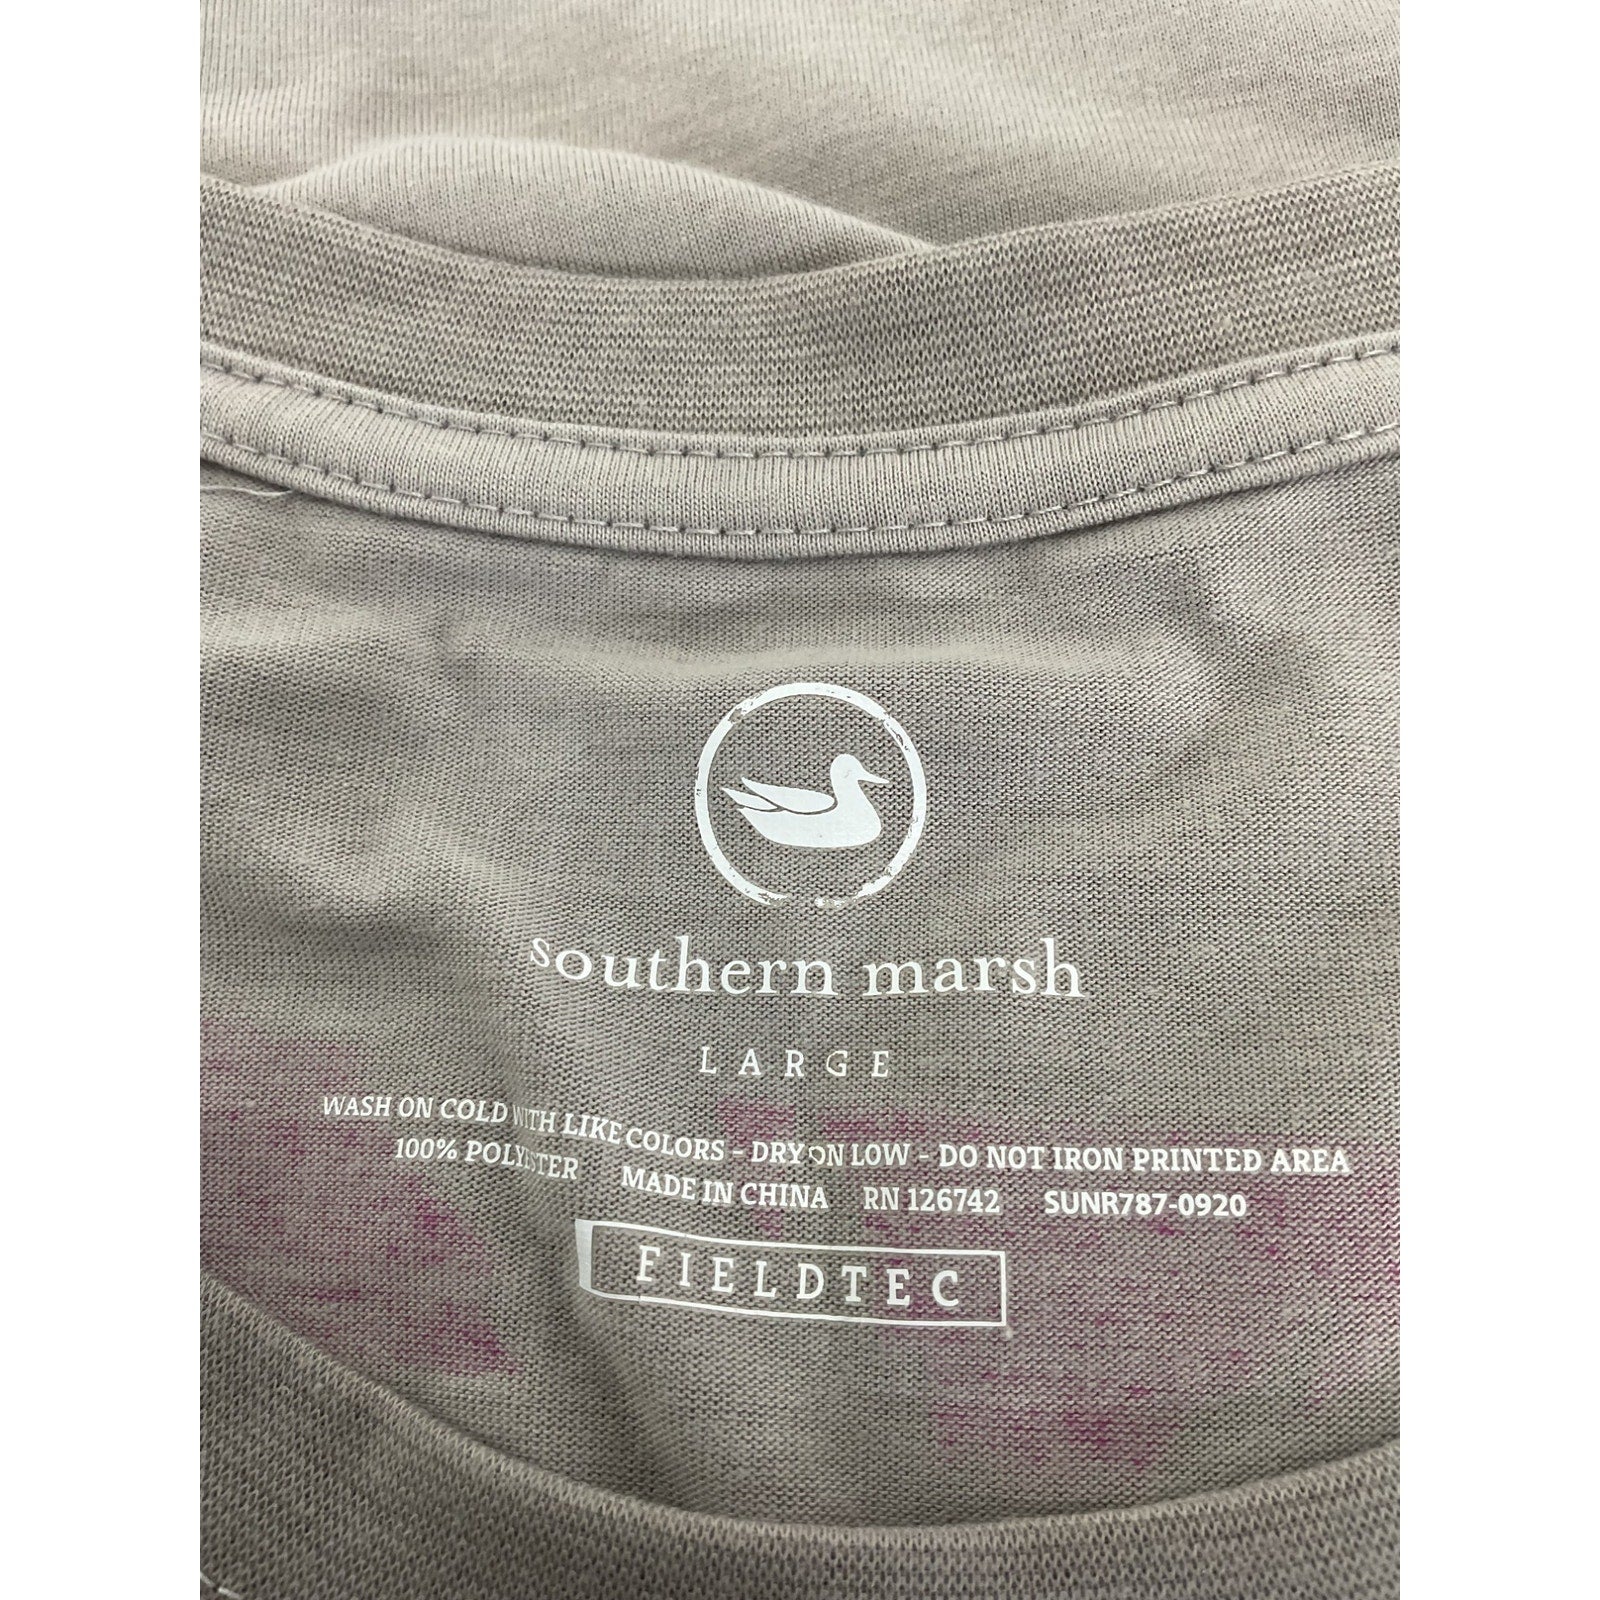 southern marsh
LARGE
WASH ON COLD WITH LIKE COLORS - DRY ON LOW - DO NOT IRON PRINTED AREA
100% POLYESTER MADE IN CHINA RN 126742 SUNR787-0920
FIELDTEC